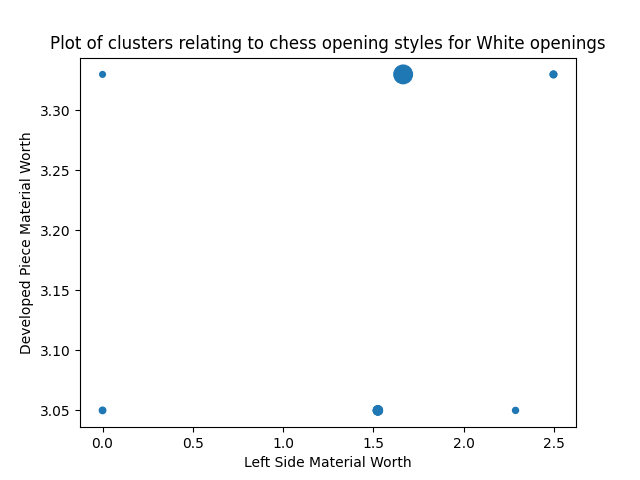 Plot of clusters relating to chess opening styles for White openings
3.30
3.25
3.20
3.15
3.10
3.05
Developed Piece Material Worth
0.0 0.5 1.0 1.5 2.0 2.5
Left Side Material Worth